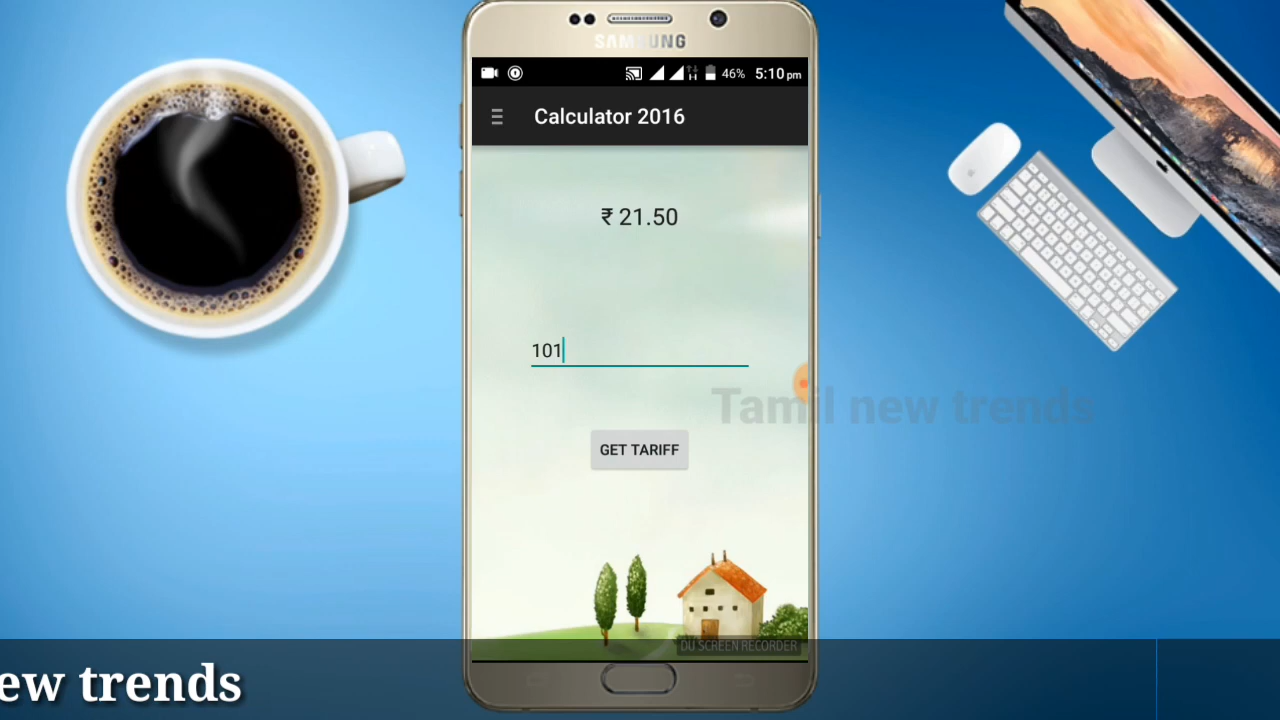 SAMSUNG
46% 5:10 pm
Calculator 2016
₹ 21.50
101
Tamil new trends
GET TARIFF
DU SCREEN RECORDER
ew trends